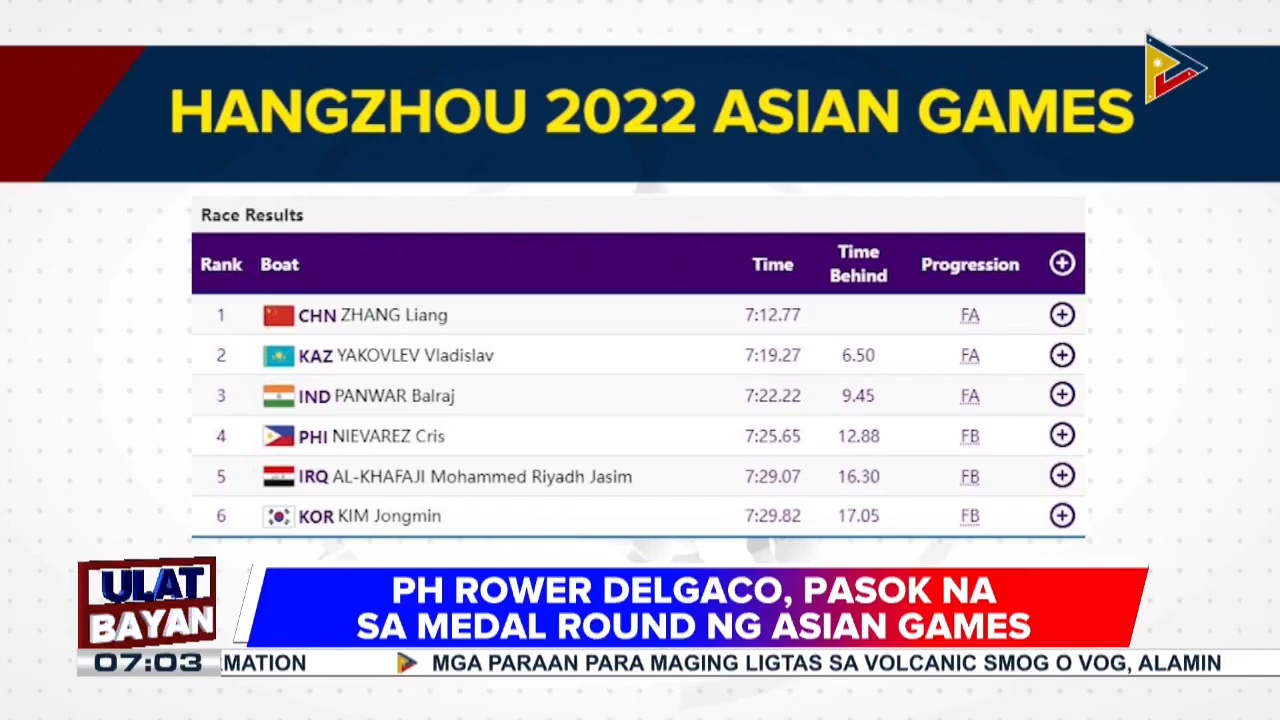 HANGZHOU 2022 ASIAN GAMES
Race Results
Rank Boat Time Time Behind Progression
1 CHN ZHANG Liang 7:12.77 FA
2 KAZ YAKOVLEV Vladislav 7:19.27 6.50 FA
3 IND PANWAR Balraj 7:22.22 9.45 FA
4 PHI NIEVAREZ Cris 7:25.65 12.88 FB
5 IRQ AL-KHAFAJI Mohammed Riyadh Jasim 7:29.07 16.30 FB
6 KOR KIM Jongmin 7:29.82 17.05 FB
ULAT BAYAN
PH ROWER DELGACO, PASOK NA
SA MEDAL ROUND NG ASIAN GAMES
07:03 MATION MGA PARAAN PARA MAGING LIGTAS SA VOLCANIC SMOG O VOG, ALAMIN